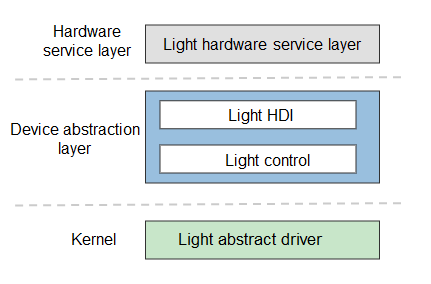 Hardware
service layer
Light hardware service layer
Device abstraction
layer
Light HDI
Light control
Kernel
Light abstract driver